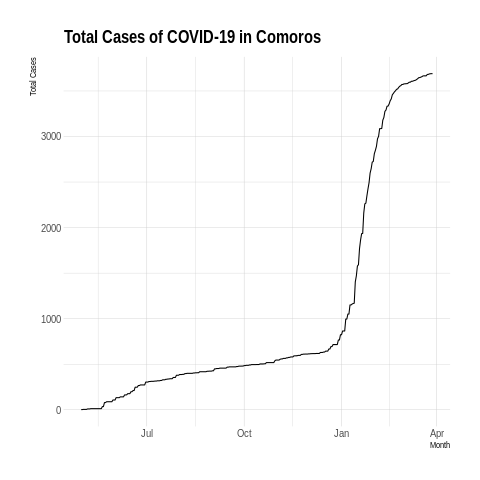 Total Cases of COVID-19 in Comoros
Total Cases
3000
2000
1000
0
Jul Oct Jan Apr
Month